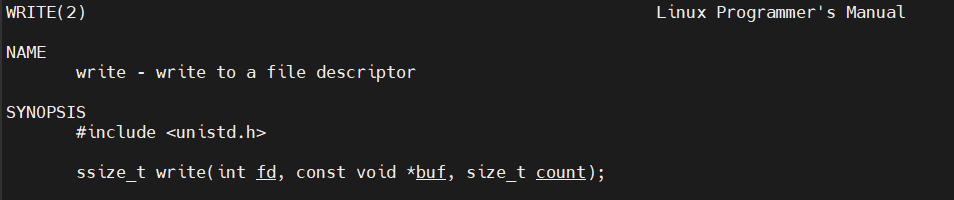 WRITE(2) Linux Programmer's Manual
NAME
write - write to a file descriptor
SYNOPSIS
#include <unistd.h>
ssize_t write(int fd, const void *buf, size_t count);